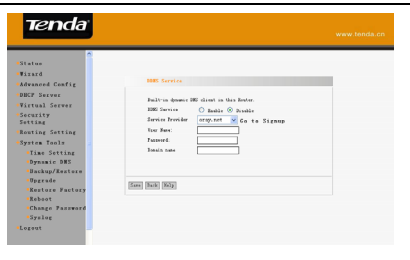 Tenda
www.tenda.cn
Status
Wizard
Advanced Config
DHCP Server
Virtual Server
Security
Setting
Routing Setting
System Tools
Time Setting
Dynamic DNS
Backup/Restore
Upgrade
Restore Factory
Reboot
Change Password
Syslog
Logout
DDNS Service
Built-in dynamic DNS client in this Router.
DDNS Service Enable Disable
Service Provider oray.net Go to Signup
User Name:
Password:
Domain name
Save Back Help